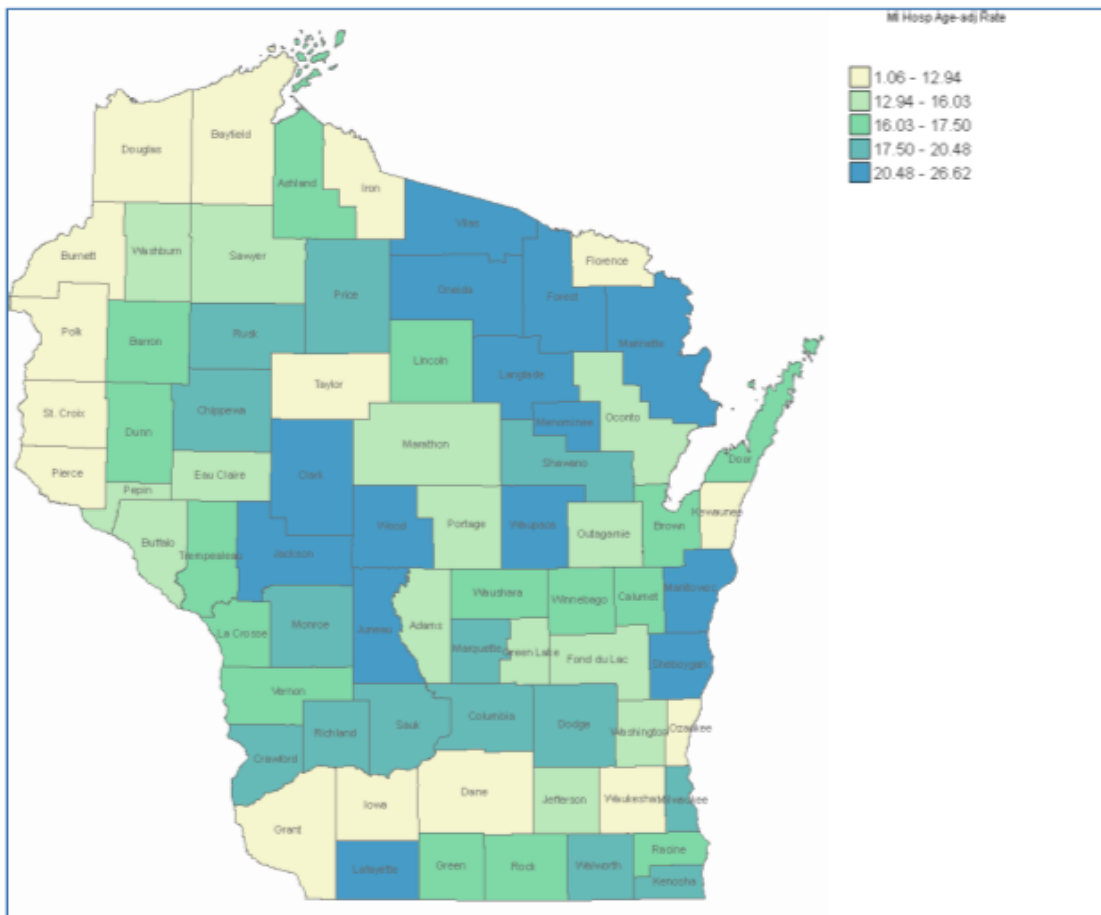 MI Hosp Age-adj Rate
1.06 - 12.94
12.94 - 16.03
16.03 - 17.50
17.50 - 20.48
20.48 - 26.62
Bayfield
Douglas
Ashland
Iron
Vilas
Washburn
Burnett
Sawyer
Florence
Oneida
Forest
Price
Polk
Rusk
Barron
Marinette
Lincoln
Langlade
Taylor
Chippewa
St. Croix
Oconto
Menominee
Dunn
Marathon
Door
Shawano
Pierce
Eau Claire
Clark
Pepin
Kewaunee
Portage
Wood
Waupaca
Brown
Outagamie
Buffalo
Trempealeau
Jackson
Manitowoc
Waushara
Winnebago
Calumet
Adams
Monroe
Juneau
La Crosse
Marquette
Green Lake
Fond du Lac
Sheboygan
Vernon
Columbia
Sauk
Dodge
Ozaukee
Washington
Richland
Crawford
Dane
Jefferson
Waukesha
Milwaukee
Iowa
Grant
Racine
Lafayette
Green
Rock
Walworth
Kenosha